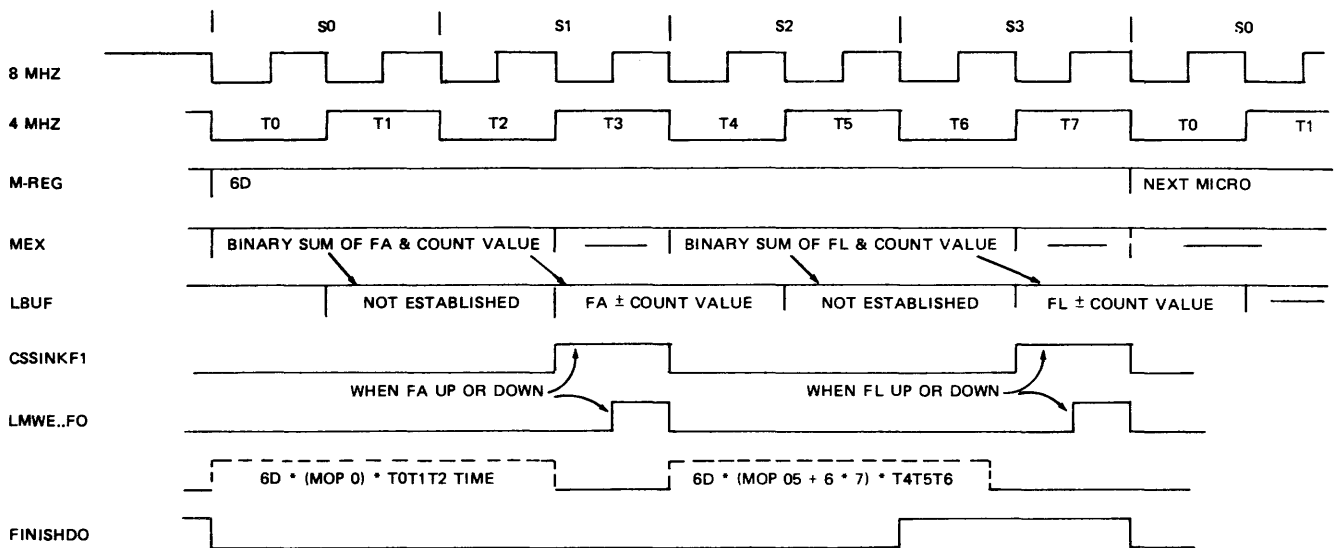 S0 S1 S2 S3 S0
8 MHZ
4 MHZ T0 T1 T2 T3 T4 T5 T6 T7 T0 T1
M-REG 6D NEXT MICRO
MEX BINARY SUM OF FA & COUNT VALUE BINARY SUM OF FL & COUNT VALUE
LBUF NOT ESTABLISHED FA ± COUNT VALUE NOT ESTABLISHED FL ± COUNT VALUE
CSSINKF1
WHEN FA UP OR DOWN WHEN FL UP OR DOWN
LMWE..FO
6D * (MOP 0) * T0T1T2 TIME 6D * (MOP 05 + 6 * 7) * T4T5T6
FINISHDO